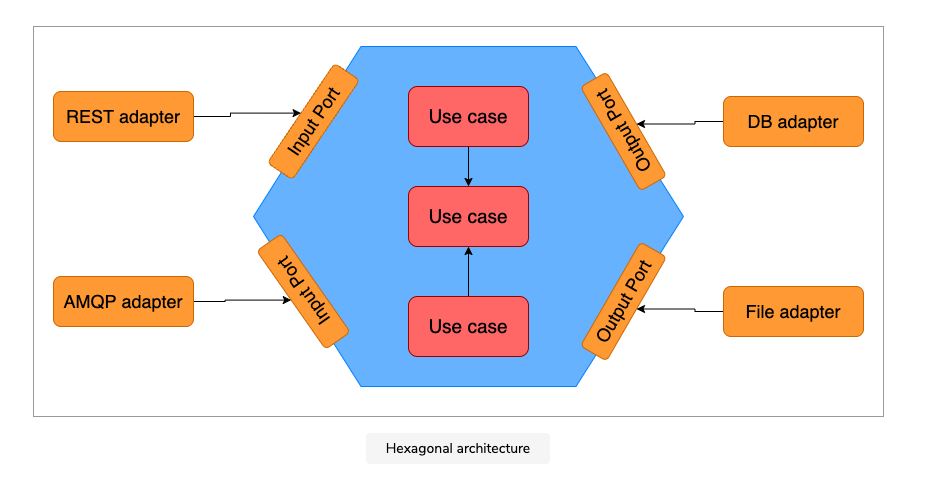 REST adapter
Input Port
Use case
Output Port
DB adapter
Use case
AMQP adapter
Input Port
Use case
Output Port
File adapter
Hexagonal architecture